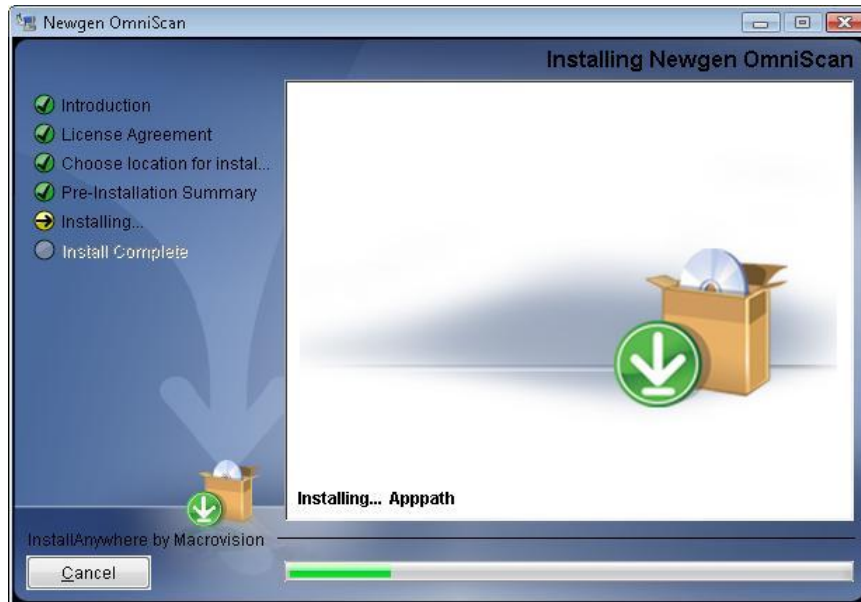 Newgen OmniScan
Installing Newgen OmniScan
Introduction
License Agreement
Choose location for instal...
Pre-Installation Summary
Installing...
Install Complete
Installing... Apppath
InstallAnywhere by Macrovision
Cancel